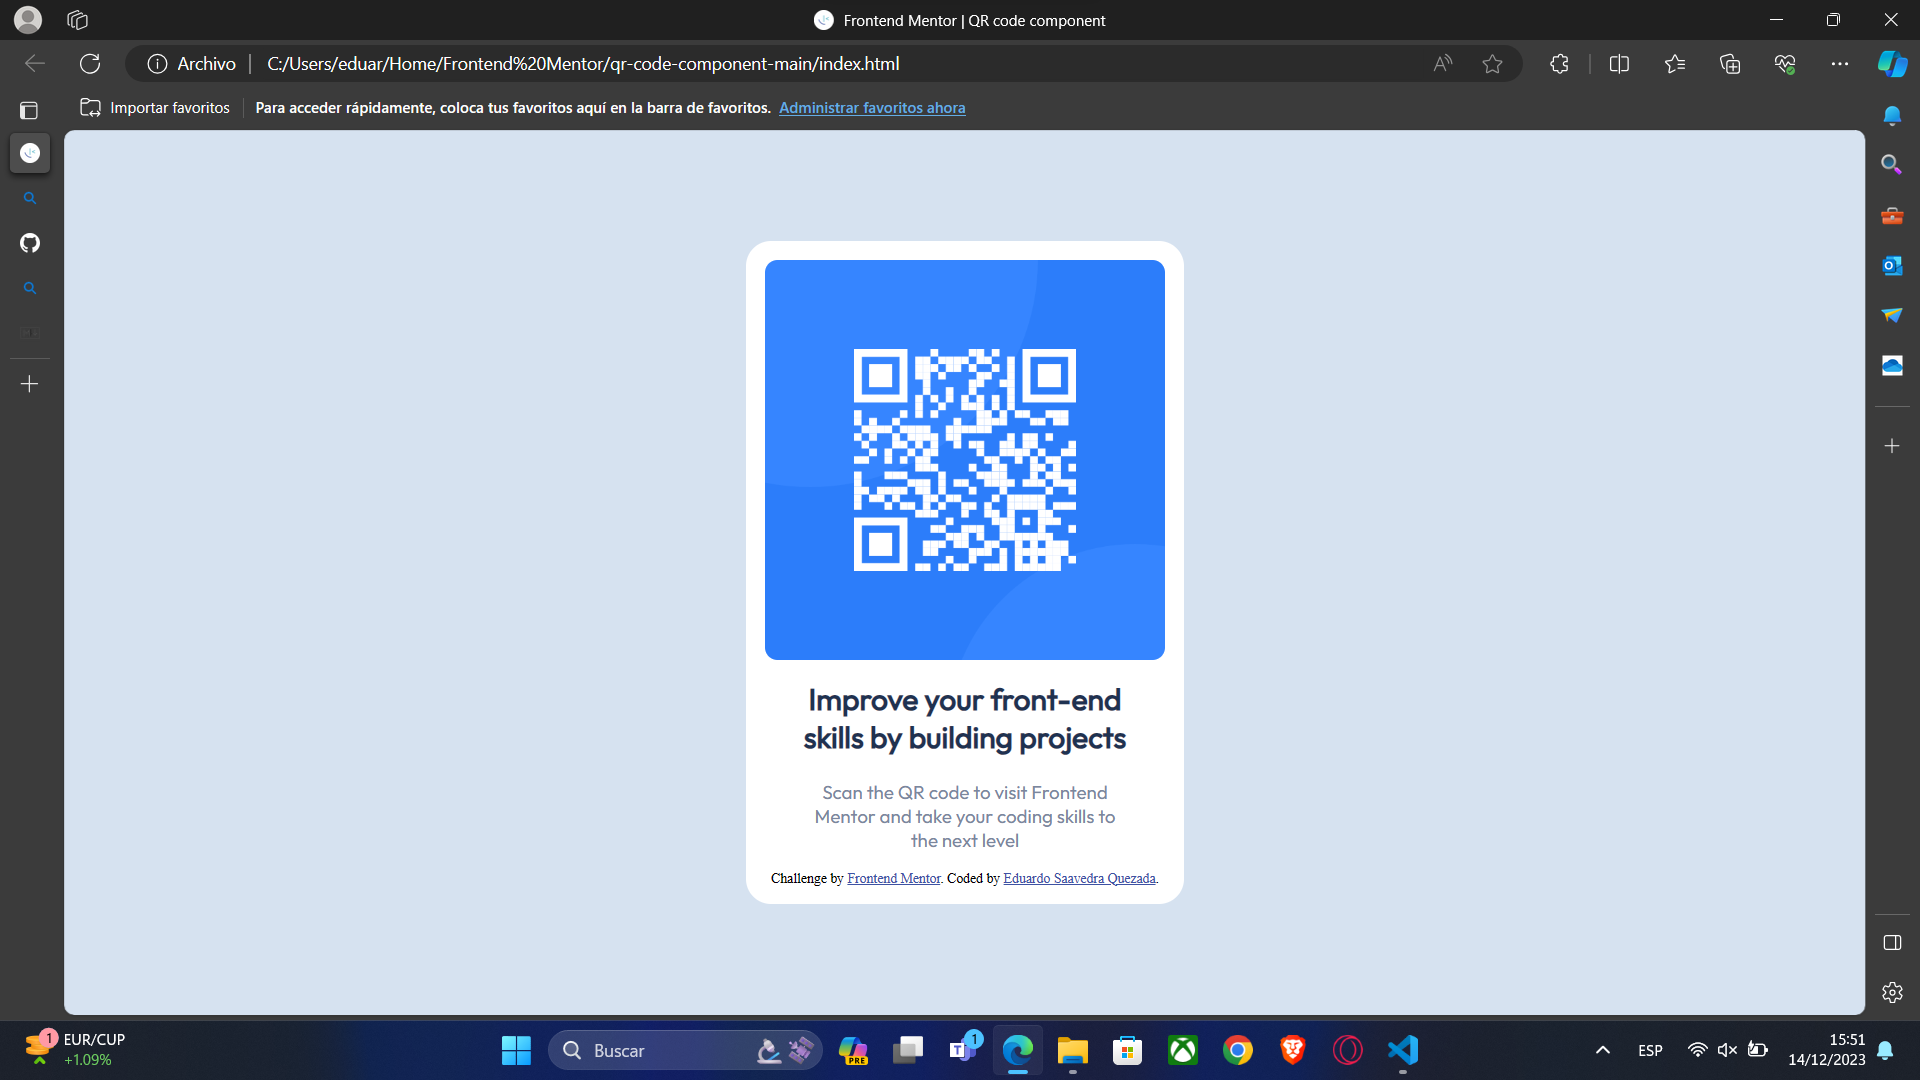 Frontend Mentor | QR code component
Archivo
C:/Users/eduar/Home/Frontend%20Mentor/qr-code-component-main/index.html
Importar favoritos
Para acceder rápidamente, coloca tus favoritos aquí en la barra de favoritos. Administrar favoritos ahora
Improve your front-end
skills by building projects
Scan the QR code to visit Frontend
Mentor and take your coding skills to
the next level
Challenge by Frontend Mentor. Coded by Eduardo Saavedra Quezada.
1
EUR/CUP
+1.09%
Buscar
PRE
1
ESP
15:51
14/12/2023